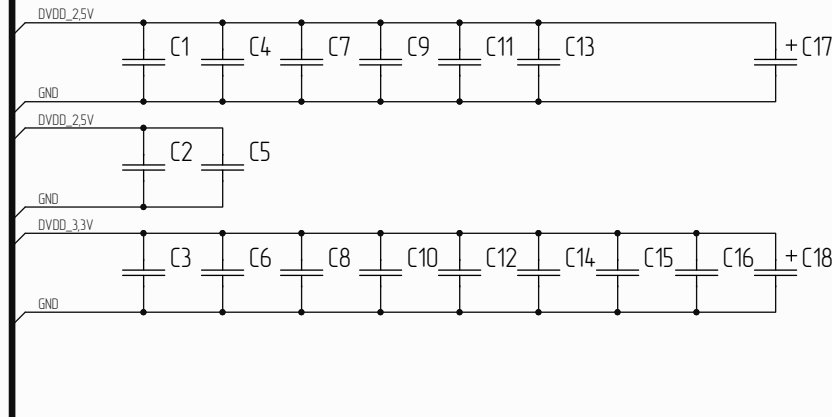 DVDD_2,5V
C1 C4 C7 C9 C11 C13 +C17
GND
DVDD_2,5V
C2 C5
GND
DVDD_3,3V
C3 C6 C8 C10 C12 C14 C15 C16 +C18
GND